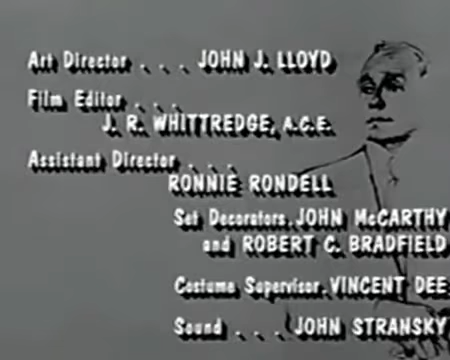 Art Director . . . JOHN J. LLOYD
Film Editor . . .
J. R. WHITTREDGE, A.C.E.
Assistant Director . . .
RONNIE RONDELL
Set Decorators. JOHN McCARTHY
and ROBERT C. BRADFIELD
Costume Supervisor. VINCENT DEE
Sound . . . JOHN STRANSKY